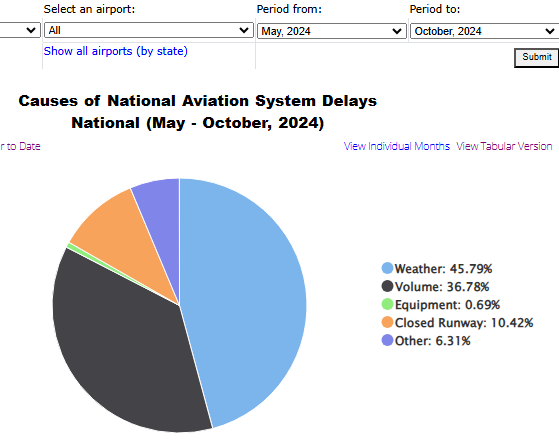 Select an airport: Period from: Period to:
All May, 2024 October, 2024
Show all airports (by state)
Submit
Causes of National Aviation System Delays
National (May - October, 2024)
r to Date View Individual Months View Tabular Version
Weather: 45.79%
Volume: 36.78%
Equipment: 0.69%
Closed Runway: 10.42%
Other: 6.31%